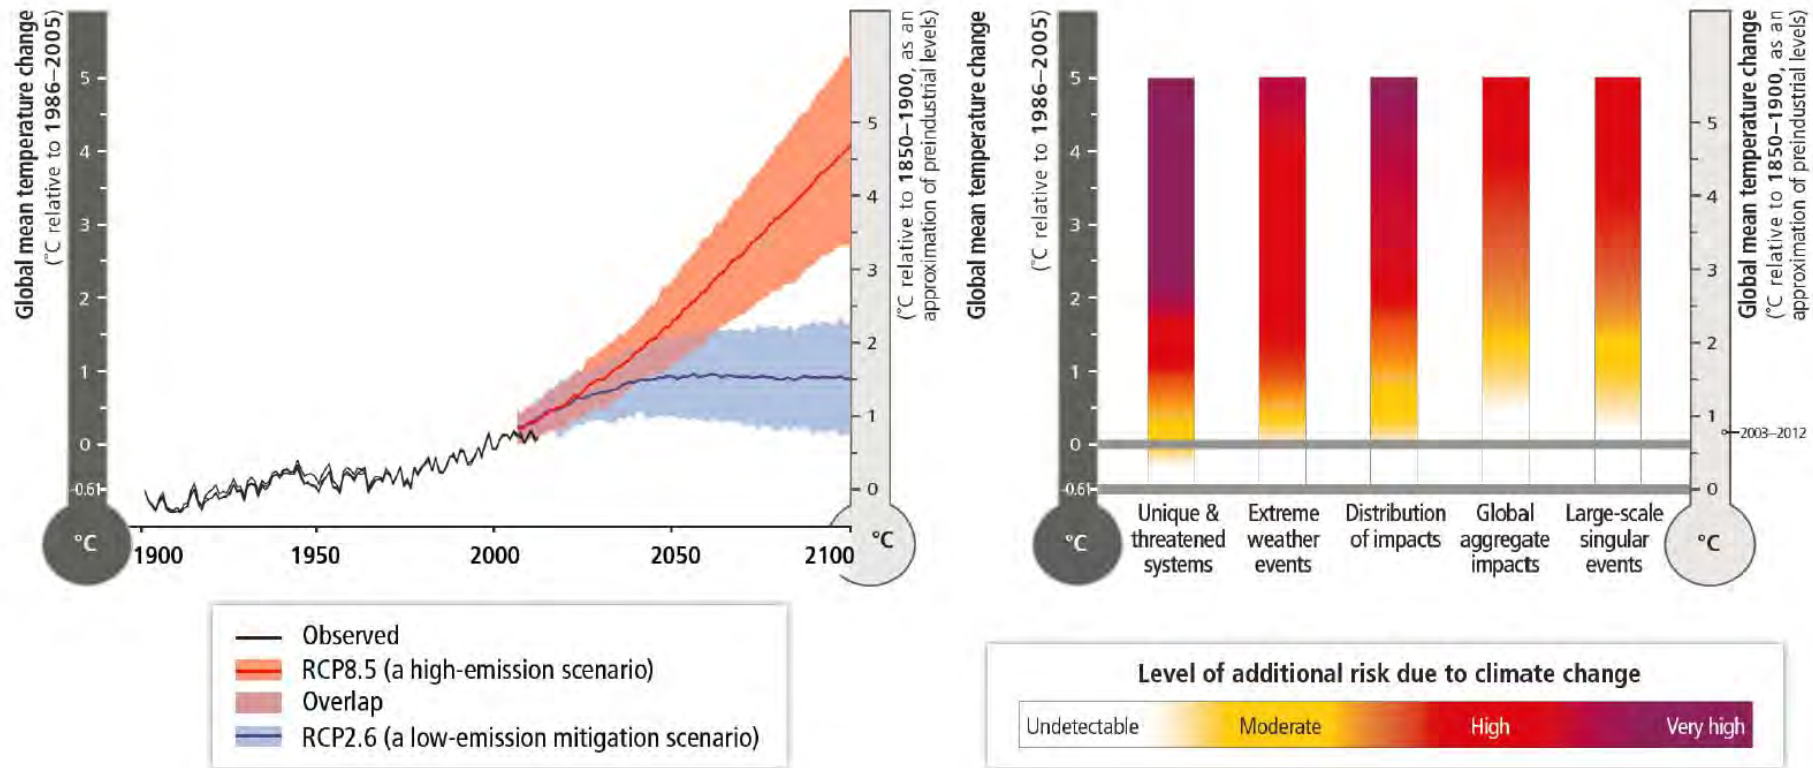 Global mean temperature change
(°C relative to 1986–2005)
5
4
3
2
1
0
-0.61
°C
1900
1950
2000
2050
2100
5
4
3
2
1
0
°C
(°C relative to 1850–1900, as an
approximation of preindustrial levels)
Observed
RCP8.5 (a high-emission scenario)
Overlap
RCP2.6 (a low-emission mitigation scenario)
Global mean temperature change
(°C relative to 1986–2005)
5
4
3
2
1
0
-0.61
°C
Unique &
threatened
systems
Extreme
weather
events
Distribution
of impacts
Global
aggregate
impacts
Large-scale
singular
events
5
4
3
2
1
2003–2012
0
°C
Global mean temperature change
(°C relative to 1850–1900, as an
approximation of preindustrial levels)
Level of additional risk due to climate change
Undetectable
Moderate
High
Very high